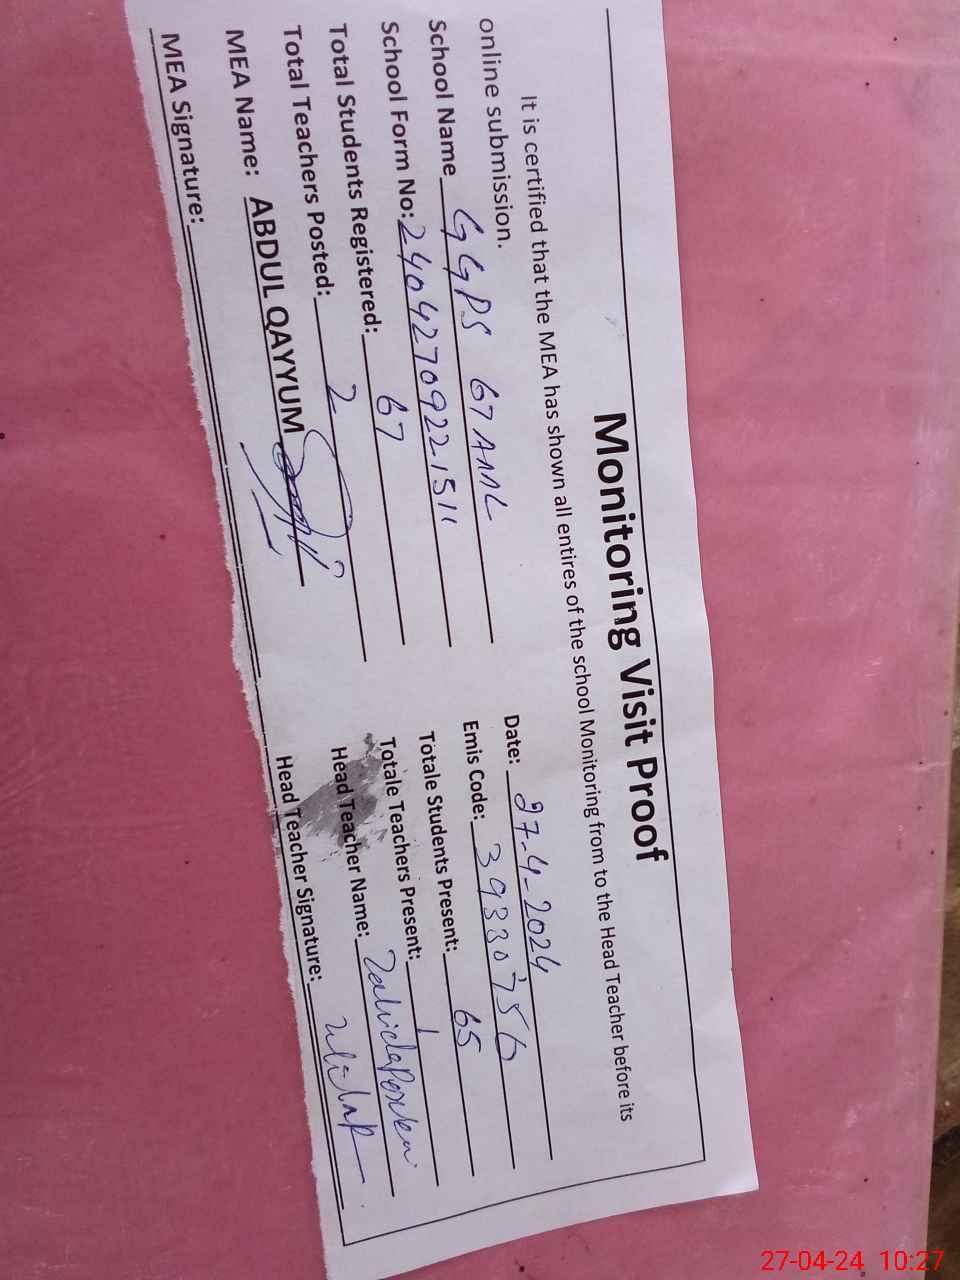 Monitoring Visit Proof
It is certified that the MEA has shown all entires of the school Monitoring from to the Head Teacher before its
online submission.
School Name GGPS 67 AML Date: 27-4-2024
School Form No: 24042709221511 Emis Code: 39330756
Total Students Registered: 67 Totale Students Present: 65
Total Teachers Posted: 2 Totale Teachers Present: 1
MEA Name: ABDUL QAYYUM Head Teacher Name: Zahida Parveen
MEA Signature: Head Teacher Signature:
27-04-24 10:27